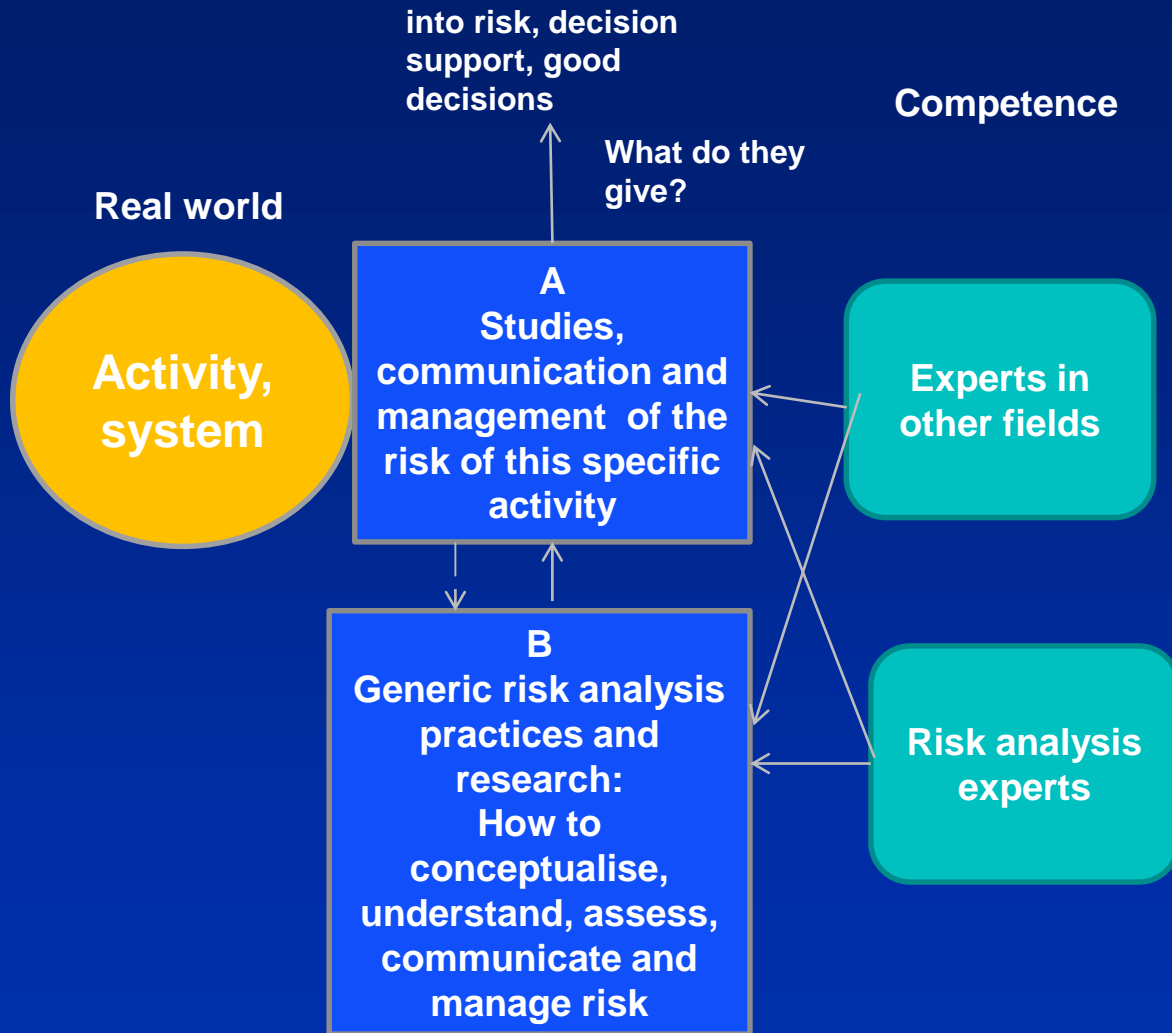 into risk, decision
support, good
decisions
Competence
What do they
give?
Real world
Activity,
system
A
Studies,
communication and
management of the
risk of this specific
activity
Experts in
other fields
B
Generic risk analysis
practices and
research:
How to
conceptualise,
understand, assess,
communicate and
manage risk
Risk analysis
experts